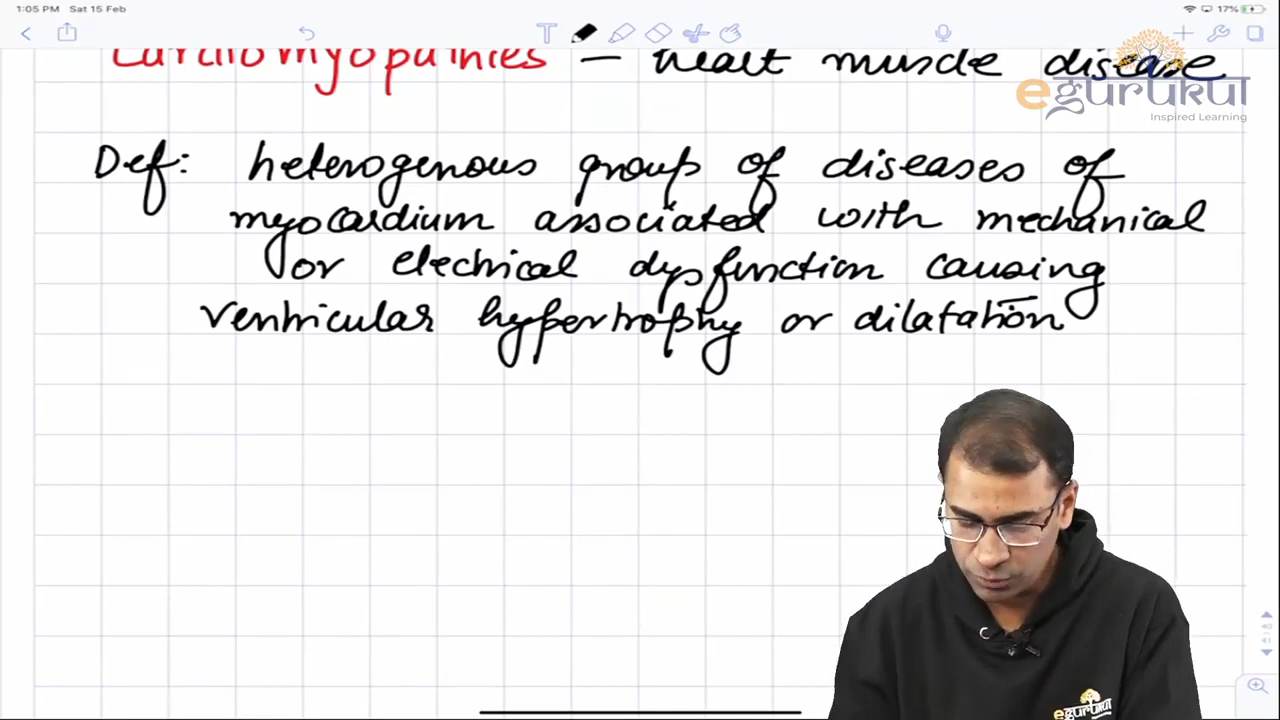 1:05 PM Sat 15 Feb
17%
T
Cardiomyopathies – heart muscle disease
egurukul
Inspired Learning
Def: heterogenous group of diseases of
myocardium associated with mechanical
or electrical dysfunction causing
ventricular hypertrophy or dilatation
egurukul